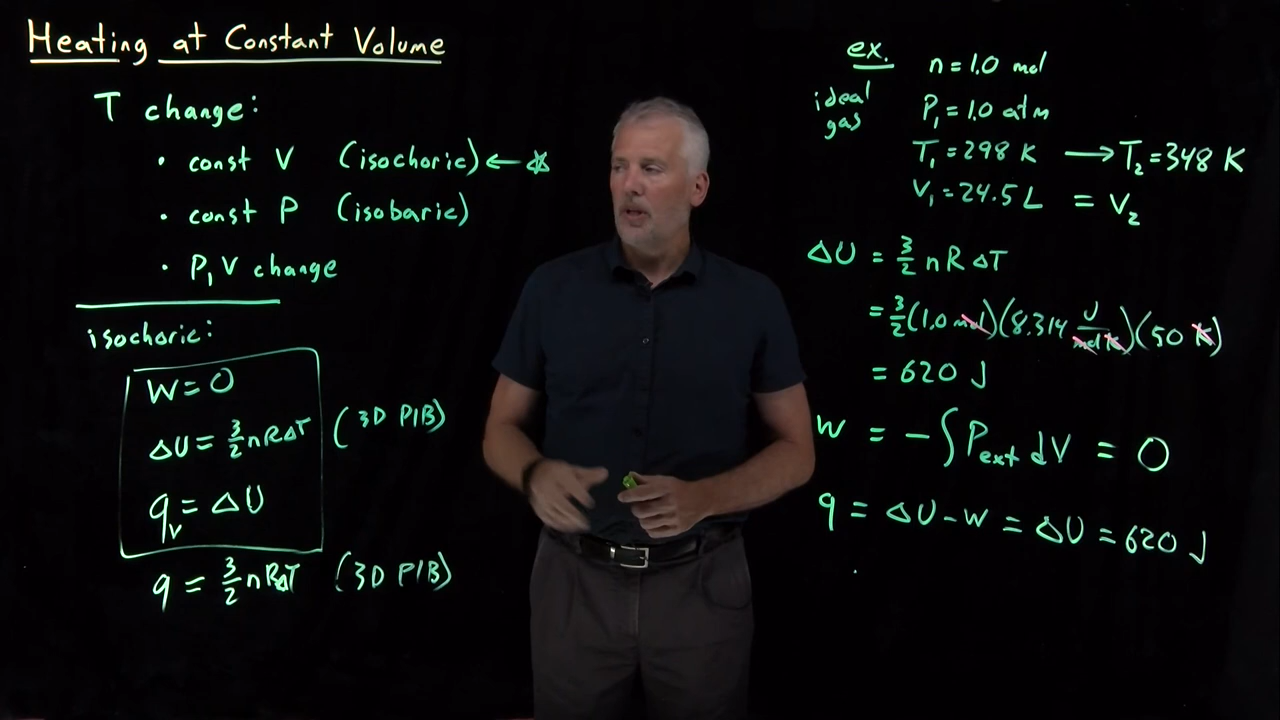 Heating at Constant Volume
T change:
• const V (isochoric) ← ☆
• const P (isobaric)
• P, V change
isochoric:
w = 0
ΔU = 3/2 nRΔT (3D PIB)
q_V = ΔU
q = 3/2 nRΔT (3D PIB)
ex.
ideal gas
n = 1.0 mol
P₁ = 1.0 atm
T₁ = 298 K → T₂ = 348 K
V₁ = 24.5 L = V₂
ΔU = 3/2 nRΔT
= 3/2 (1.0 mol)(8.314 J/mol K)(50 K)
= 620 J
w = -∫P_ext dV = 0
q = ΔU - w = ΔU = 620 J